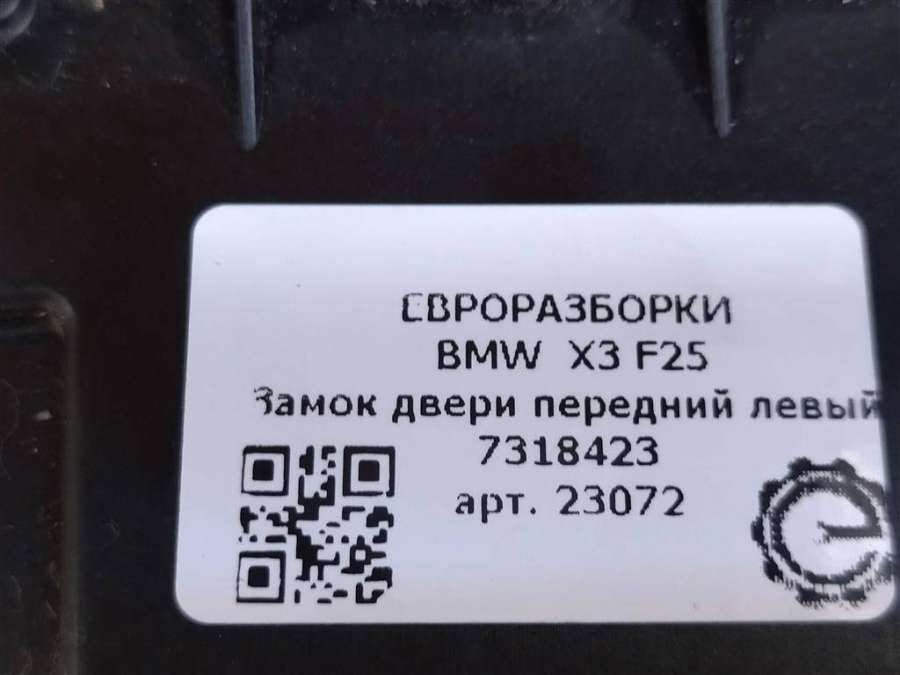 ЕВРОРАЗБОРКИ
BMW X3 F25
Замок двери передний левый
7318423
арт. 23072